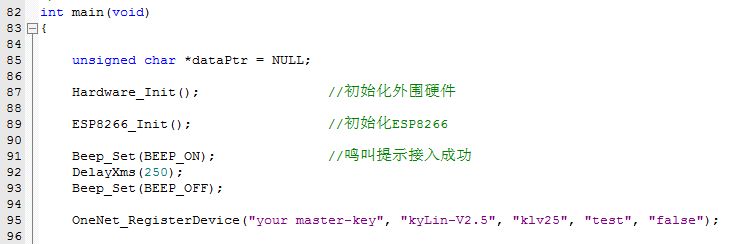 82 int main(void)
83 {
84
85 unsigned char *dataPtr = NULL;
86
87 Hardware_Init(); //初始化外围硬件
88
89 ESP8266_Init(); //初始化ESP8266
90
91 Beep_Set(BEEP_ON); //鸣叫提示接入成功
92 DelayXms(250);
93 Beep_Set(BEEP_OFF);
94
95 OneNet_RegisterDevice("your master-key", "kyLin-V2.5", "klv25", "test", "false");
96